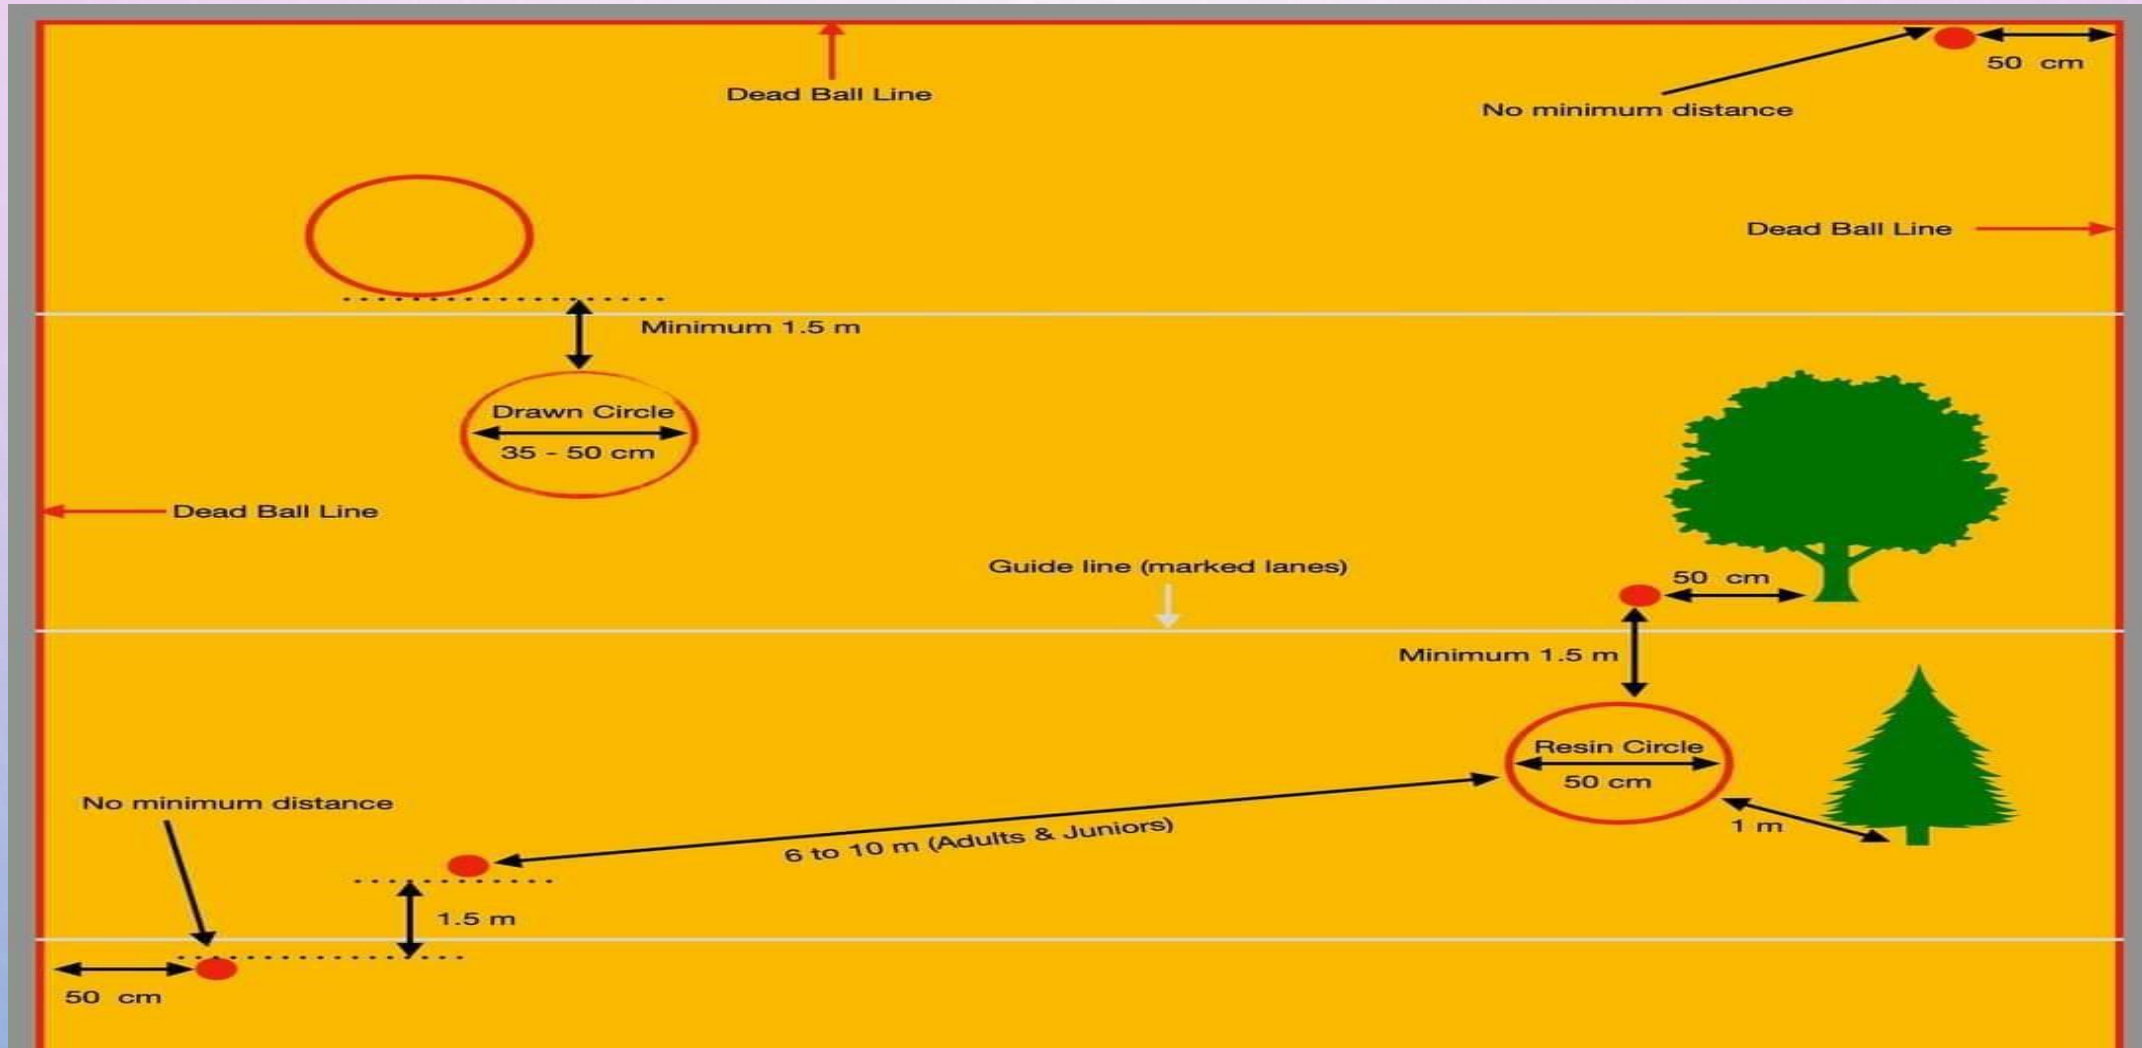 50 cm
Dead Ball Line
No minimum distance
Dead Ball Line
Minimum 1.5 m
Drawn Circle
35 - 50 cm
Dead Ball Line
Guide line (marked lanes)
50 cm
Minimum 1.5 m
Resin Circle
50 cm
No minimum distance
6 to 10 m (Adults & Juniors)
1 m
1.5 m
50 cm